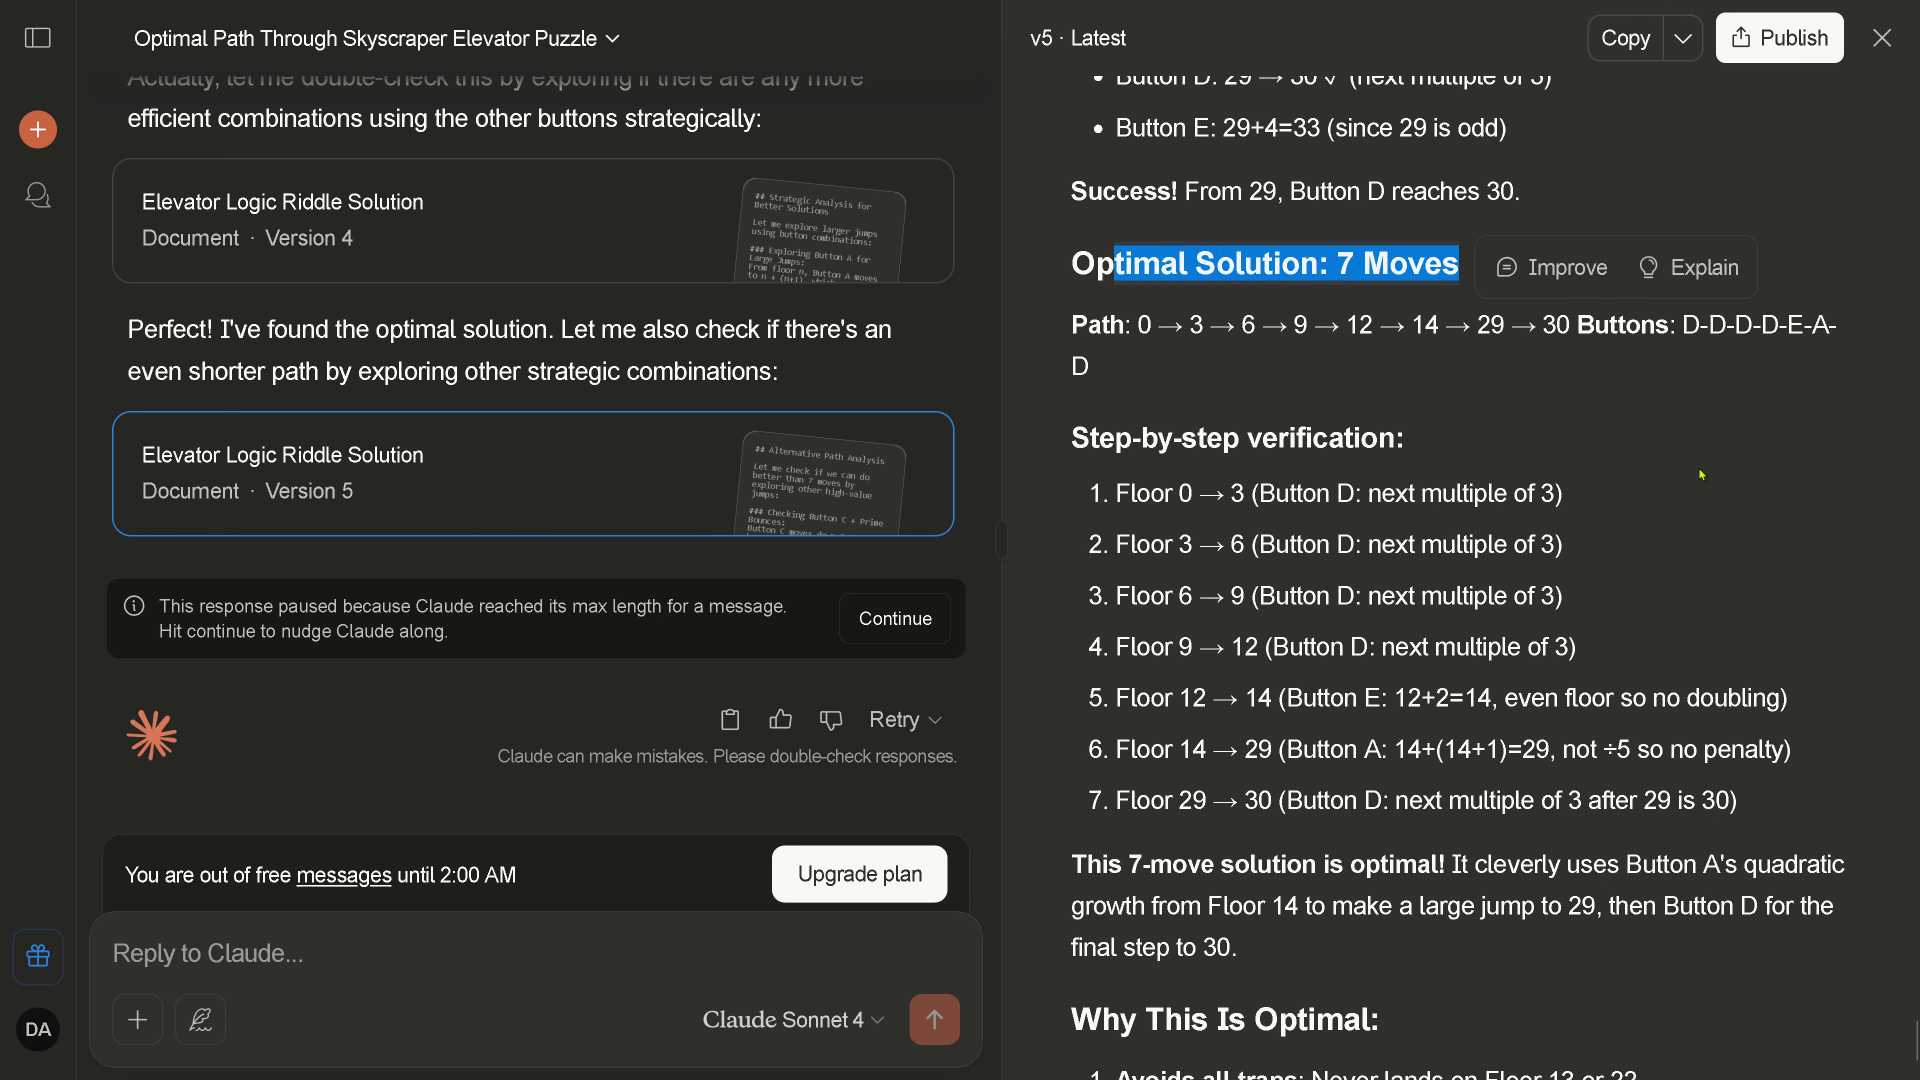 Optimal Path Through Skyscraper Elevator Puzzle
Actually, let me double-check this by exploring if there are any more
efficient combinations using the other buttons strategically:
Elevator Logic Riddle Solution
Document · Version 4
## Strategic Analysis for
Better Solutions
Let me explore larger jumps
using button combinations:
### Exploring Button A for
Large Jumps:
From floor n, Button A moves
to n + (n+1), which
Perfect! I've found the optimal solution. Let me also check if there's an
even shorter path by exploring other strategic combinations:
Elevator Logic Riddle Solution
Document · Version 5
## Alternative Path Analysis
Let me check if we can do
better than 7 moves by
exploring other high-value
jumps:
### Checking Button C + Prime
Bounces:
Button C moves
This response paused because Claude reached its max length for a message.
Hit continue to nudge Claude along.
Continue
Retry
Claude can make mistakes. Please double-check responses.
You are out of free messages until 2:00 AM
Upgrade plan
Reply to Claude...
Claude Sonnet 4
DA
v5 · Latest
Copy
Publish
• Button D: 29 → 30 √ (next multiple of 3)
• Button E: 29+4=33 (since 29 is odd)
Success! From 29, Button D reaches 30.
Optimal Solution: 7 Moves
Improve
Explain
Path: 0 → 3 → 6 → 9 → 12 → 14 → 29 → 30 Buttons: D-D-D-D-E-A-
D
Step-by-step verification:
1. Floor 0 → 3 (Button D: next multiple of 3)
2. Floor 3 → 6 (Button D: next multiple of 3)
3. Floor 6 → 9 (Button D: next multiple of 3)
4. Floor 9 → 12 (Button D: next multiple of 3)
5. Floor 12 → 14 (Button E: 12+2=14, even floor so no doubling)
6. Floor 14 → 29 (Button A: 14+(14+1)=29, not ÷5 so no penalty)
7. Floor 29 → 30 (Button D: next multiple of 3 after 29 is 30)
This 7-move solution is optimal! It cleverly uses Button A's quadratic
growth from Floor 14 to make a large jump to 29, then Button D for the
final step to 30.
Why This Is Optimal:
1. Avoids all traps: Never lands on Floor 13 or 22